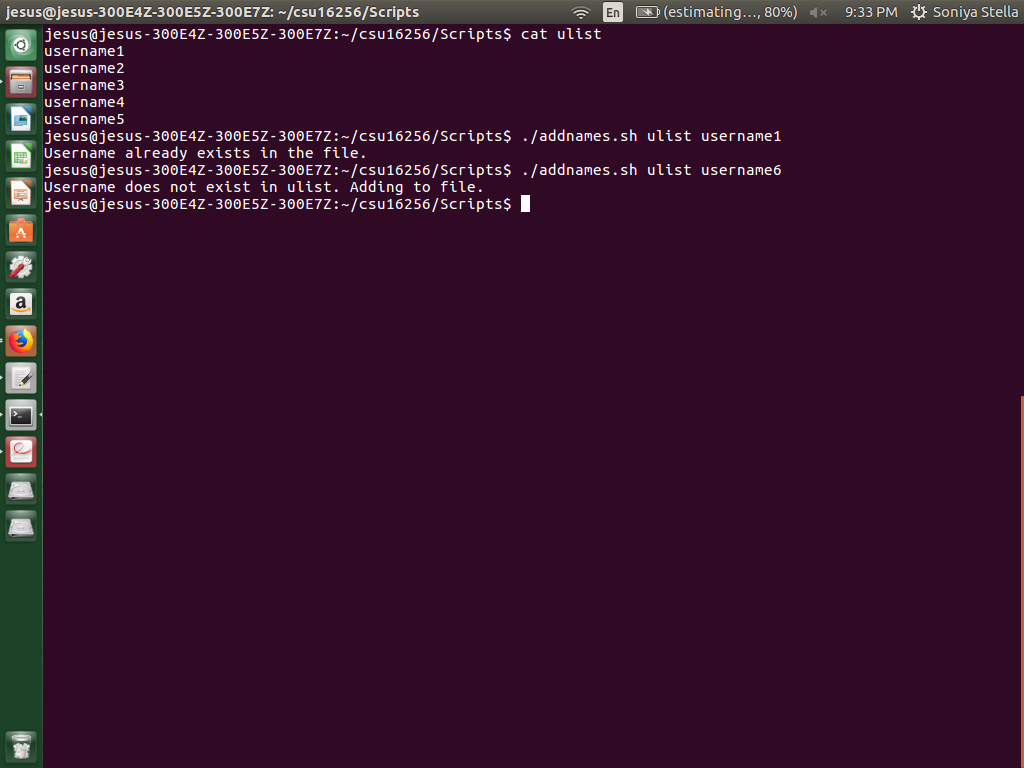 jesus@jesus-300E4Z-300E5Z-300E7Z: ~/csu16256/Scripts En (estimating..., 80%) 9:33 PM Soniya Stella
jesus@jesus-300E4Z-300E5Z-300E7Z:~/csu16256/Scripts$ cat ulist
username1
username2
username3
username4
username5
jesus@jesus-300E4Z-300E5Z-300E7Z:~/csu16256/Scripts$ ./addnames.sh ulist username1
Username already exists in the file.
jesus@jesus-300E4Z-300E5Z-300E7Z:~/csu16256/Scripts$ ./addnames.sh ulist username6
Username does not exist in ulist. Adding to file.
jesus@jesus-300E4Z-300E5Z-300E7Z:~/csu16256/Scripts$